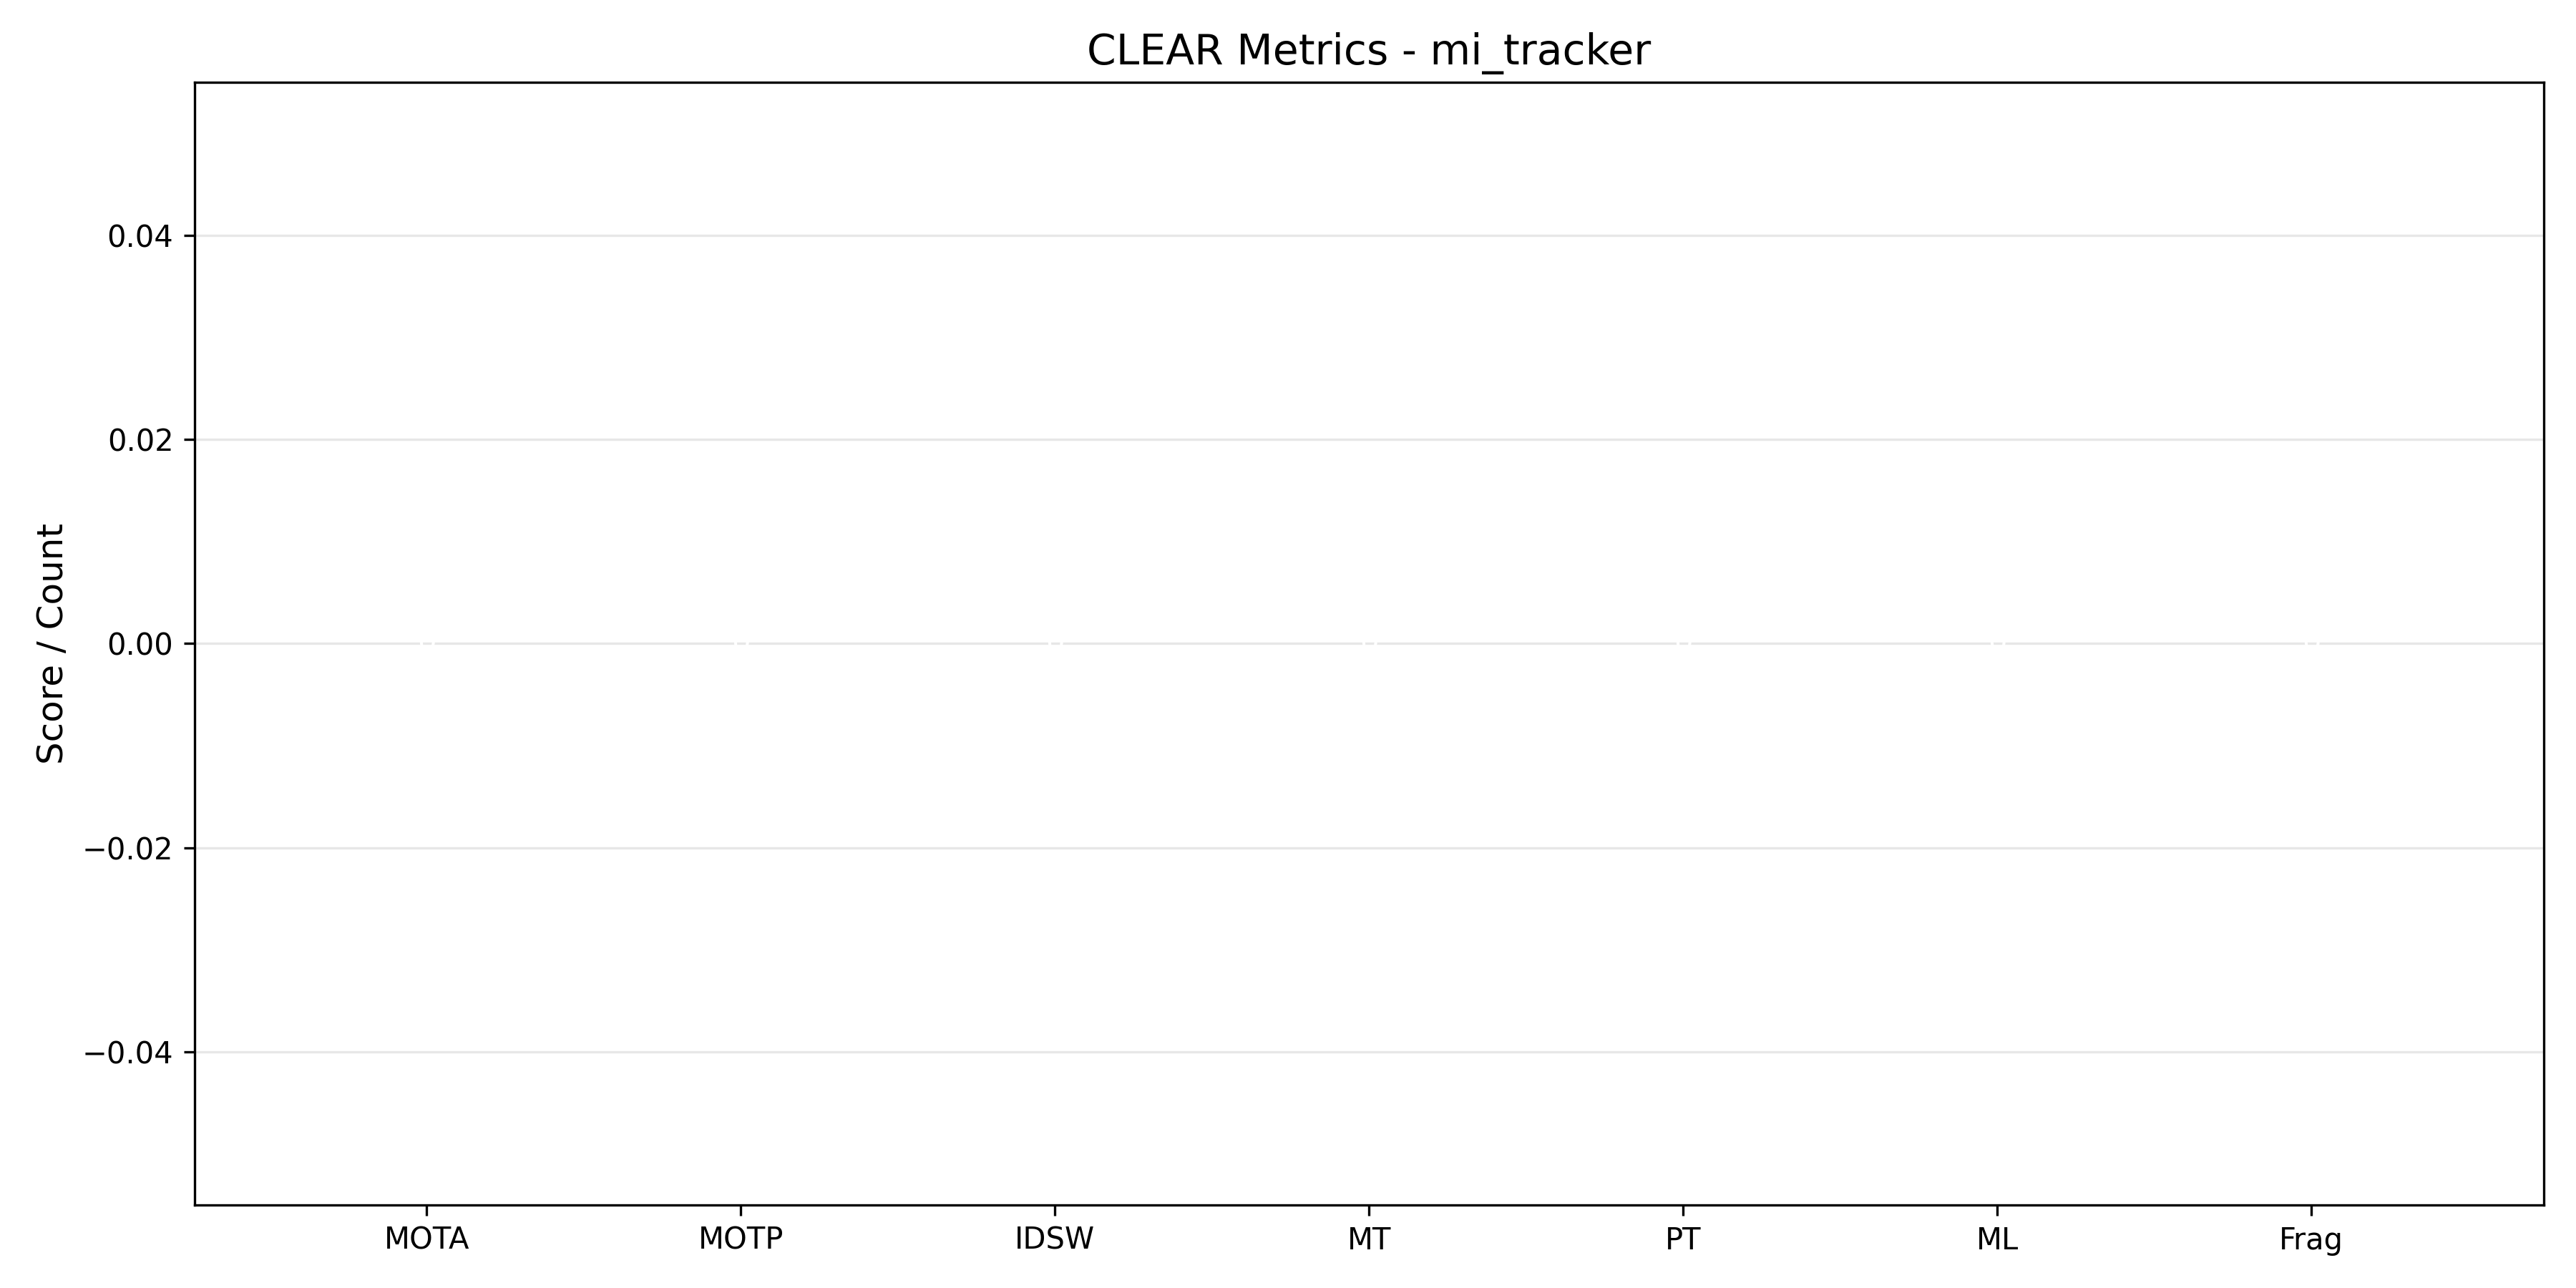 CLEAR Metrics - mi_tracker
Score / Count
0.04
0.02
0.00
−0.02
−0.04
MOTA MOTP IDSW MT PT ML Frag